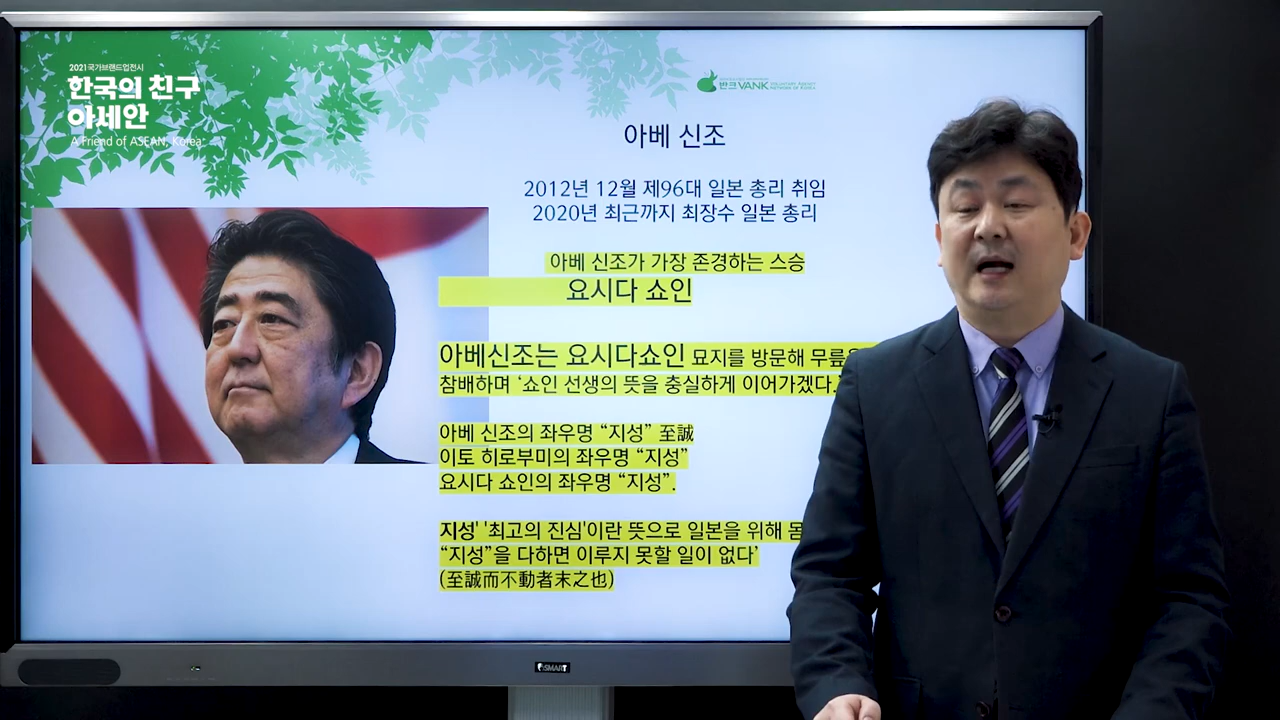 2021국가브랜드업전시
한국의 친구
아세안
A Friend of ASEAN, Korea
반크 VANK VOLUNTARY AGENCY
NETWORK OF KOREA
아베 신조
2012년 12월 제96대 일본 총리 취임
2020년 최근까지 최장수 일본 총리
아베 신조가 가장 존경하는 스승
요시다 쇼인
아베신조는 요시다쇼인 묘지를 방문해 무릎을
참배하며 ‘쇼인 선생의 뜻을 충실하게 이어가겠다.
아베 신조의 좌우명 “지성” 至誠
이토 히로부미의 좌우명 “지성”
요시다 쇼인의 좌우명 “지성”.
지성' '최고의 진심'이란 뜻으로 일본을 위해 몸
“지성”을 다하면 이루지 못할 일이 없다’
(至誠而不動者末之也)
SMART